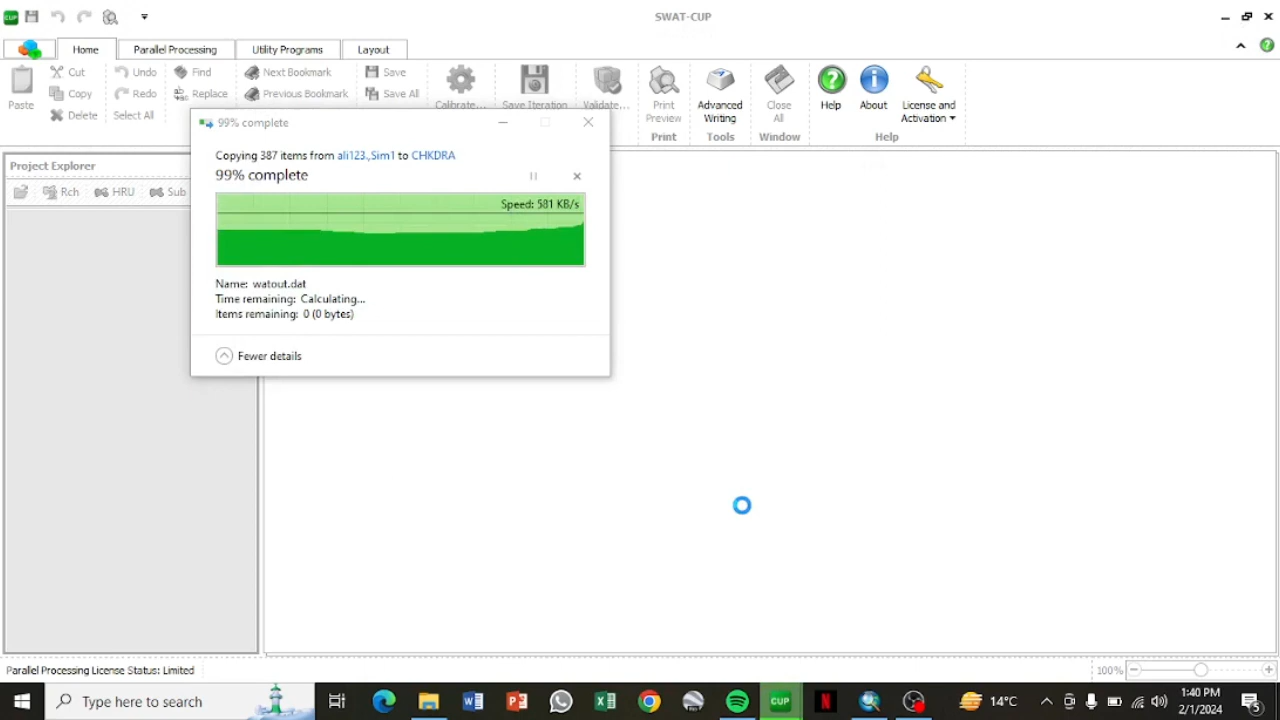 CUP
SWAT-CUP
Home
Parallel Processing
Utility Programs
Layout
Paste
Cut
Copy
Delete
Undo
Redo
Select All
Find
Replace
Next Bookmark
Previous Bookmark
Save
Save All
Calibrate...
Save Iteration
Validate...
Print Preview
Advanced Writing
Close All
Help
About
License and Activation
Print
Tools
Window
Help
99% complete
Copying 387 items from ali123.,Sim1 to CHKDRA
99% complete
Speed: 581 KB/s
Name: watout.dat
Time remaining: Calculating...
Items remaining: 0 (0 bytes)
Fewer details
Project Explorer
Rch
HRU
Sub
Parallel Processing License Status: Limited
100%
Type here to search
CUP
14°C
1:40 PM
2/1/2024
5